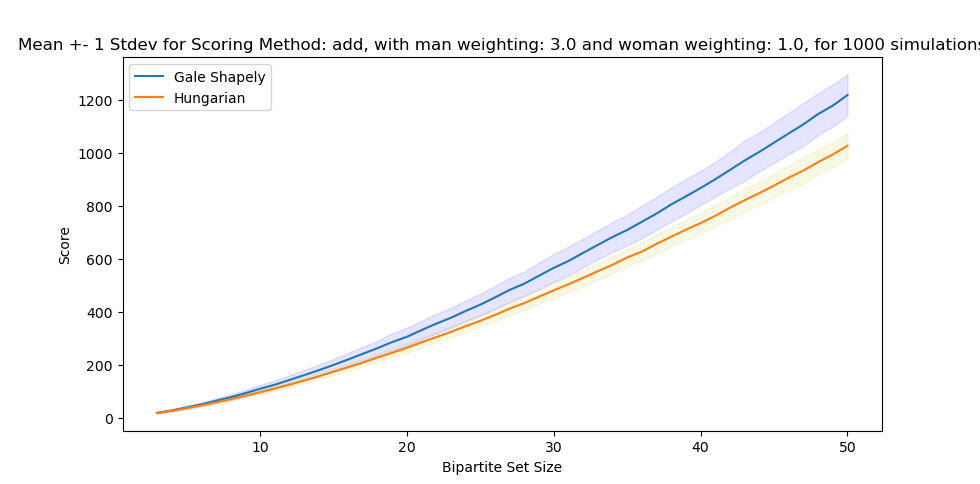 Mean +- 1 Stdev for Scoring Method: add, with man weighting: 3.0 and woman weighting: 1.0, for 1000 simulations
Gale Shapely
Hungarian
1200
1000
800
600
400
200
0
Score
10 20 30 40 50
Bipartite Set Size